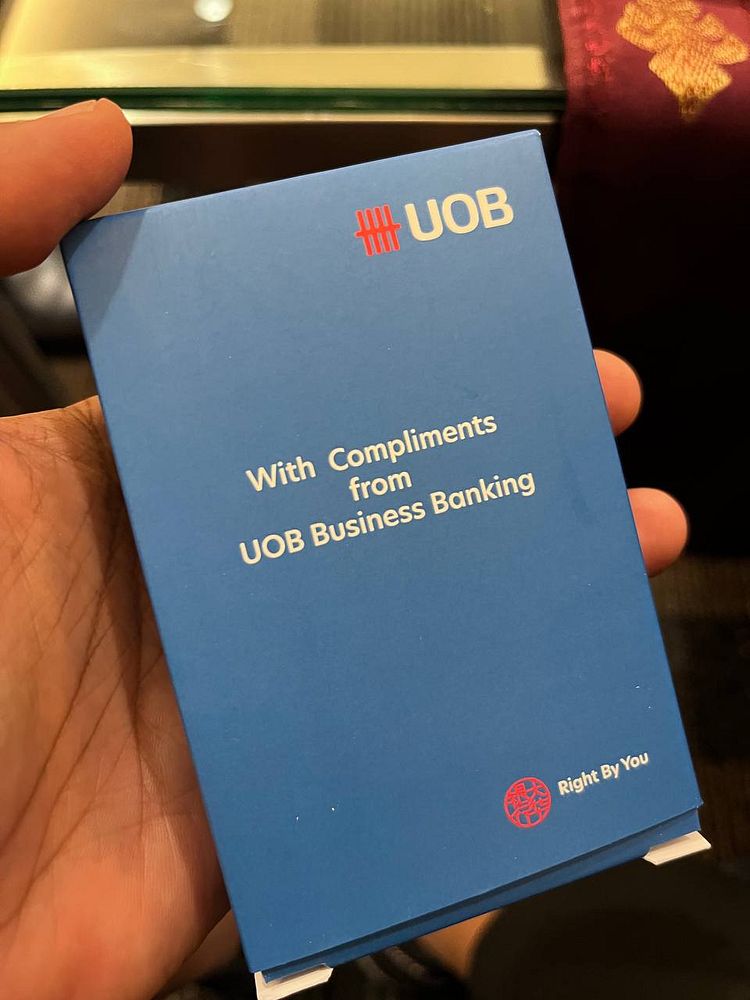 UOB
With Compliments
from
UOB Business Banking
Right By You